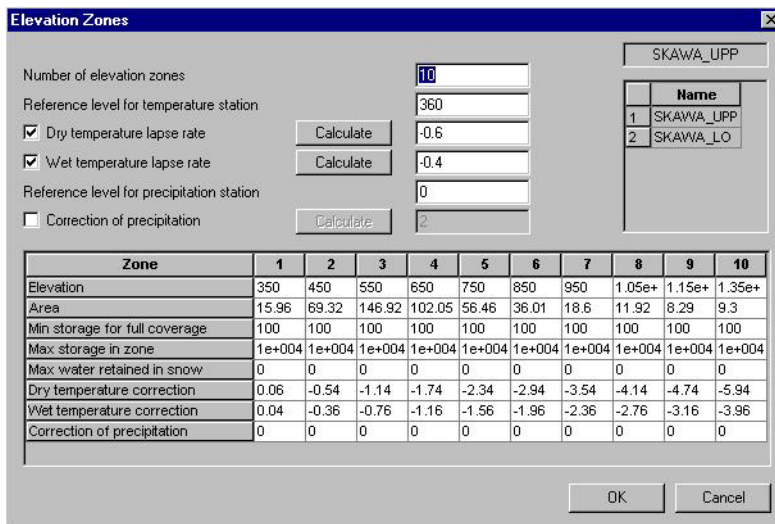 Elevation Zones
SKAWA_UPP
Number of elevation zones 10
Reference level for temperature station 360
Dry temperature lapse rate Calculate -0.6
Wet temperature lapse rate Calculate -0.4
Reference level for precipitation station 0
Correction of precipitation Calculate 2
Name
1 SKAWA_UPP
2 SKAWA_LO
Zone 1 2 3 4 5 6 7 8 9 10
Elevation 350 450 550 650 750 850 950 1.05e+ 1.15e+ 1.35e+
Area 15.96 69.32 146.92 102.05 56.46 36.01 18.6 11.92 8.29 9.3
Min storage for full coverage 100 100 100 100 100 100 100 100 100 100
Max storage in zone 1e+004 1e+004 1e+004 1e+004 1e+004 1e+004 1e+004 1e+004 1e+004 1e+004
Max water retained in snow 0 0 0 0 0 0 0 0 0 0
Dry temperature correction 0.06 -0.54 -1.14 -1.74 -2.34 -2.94 -3.54 -4.14 -4.74 -5.94
Wet temperature correction 0.04 -0.36 -0.76 -1.16 -1.56 -1.96 -2.36 -2.76 -3.16 -3.96
Correction of precipitation 0 0 0 0 0 0 0 0 0 0
OK Cancel